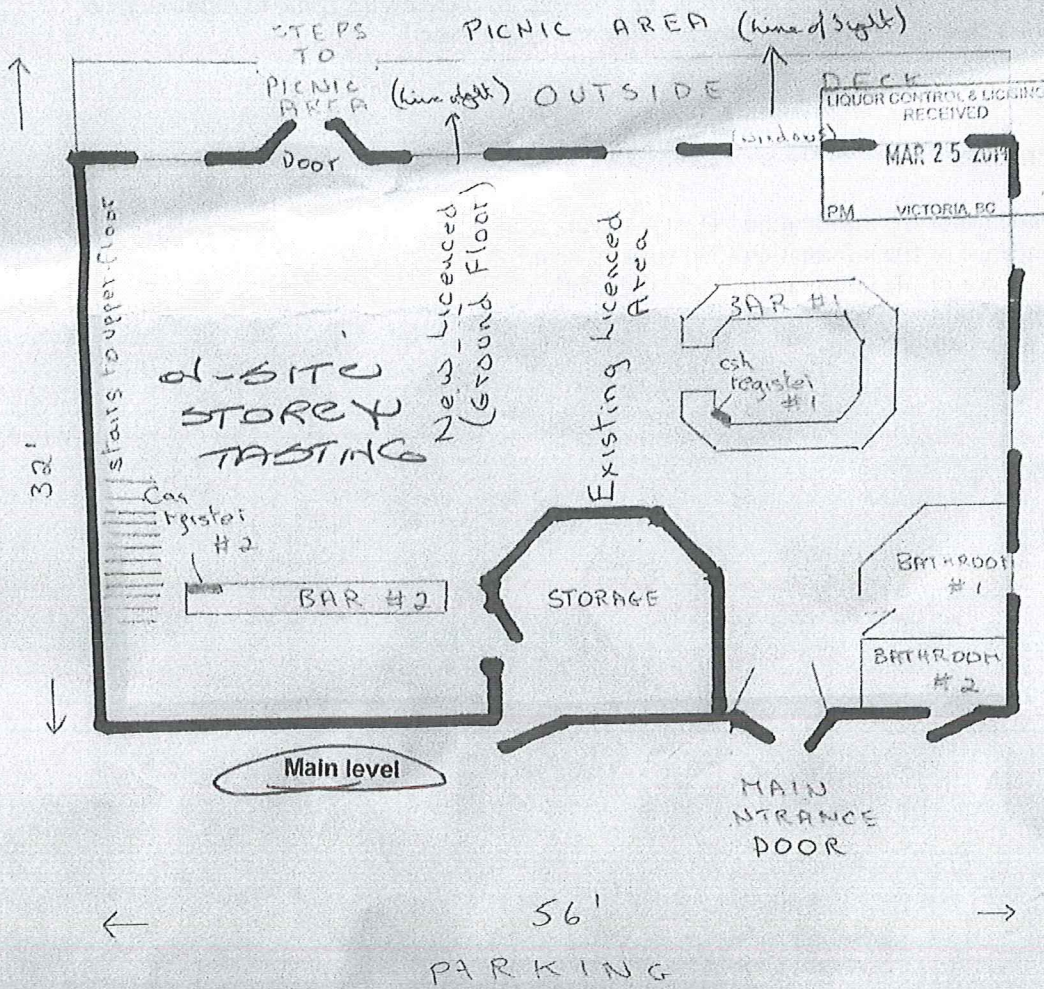 STEPS
TO
PICNIC
AREA
PICNIC AREA (Line of Sight)
(Line of Sight) OUTSIDE DECK
LIQUOR CONTROL & LICENSING
RECEIVED
MAR 25 2014
PM VICTORIA, BC
(windows)
Door
stairs to upper floor
32'
ON-SITE
STOREY
TASTING
New Licenced
(Ground Floor)
Existing Licenced
Area
BAR #1
csh
register
#1
register
#2
BAR #2
STORAGE
BATHROOM
#1
BATHROOM
#2
Main level
MAIN
NTRANCE
DOOR
56'
PARKING